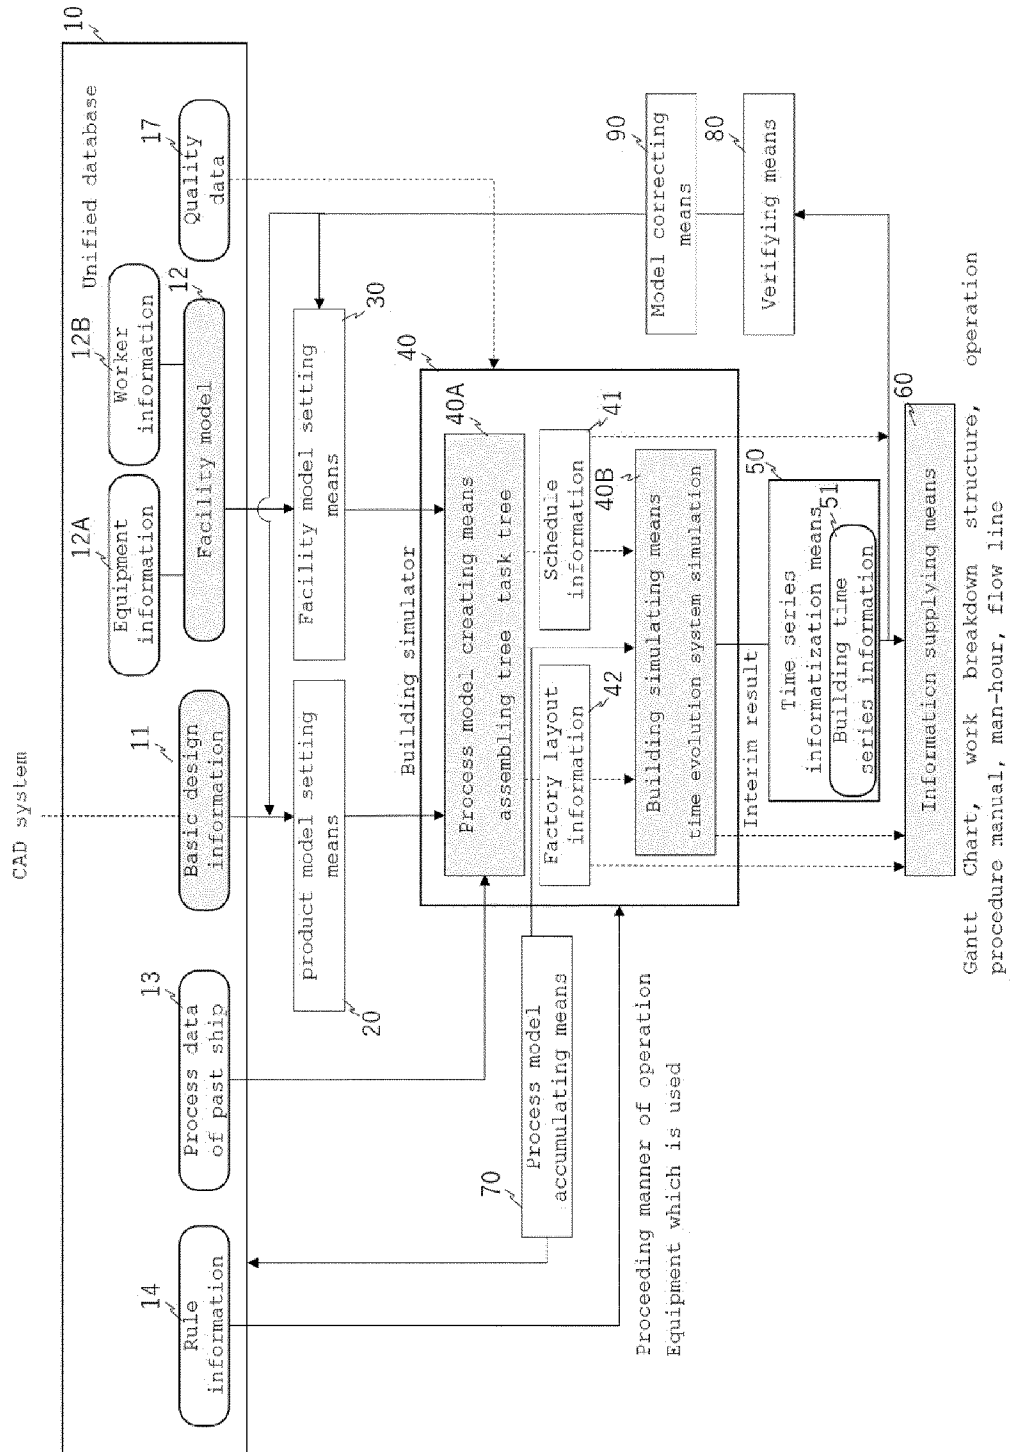 CAD system
10
Unified database
14
Rule
information
13
Process data
of past ship
11
Basic design
information
12A
Equipment
information
12B
Worker
information
12
Facility model
17
Quality
data
product model setting
means
20
Facility model setting
means
30
Building simulator
40
40A
Process model creating means
assembling tree task tree
Factory layout
information
42
Schedule
information
41
40B
Building simulating means
time evolution system simulation
70
Process model
accumulating means
Proceeding manner of operation
Equipment which is used
Interim result
50
Time series
informatization means
51
Building time
series information
90
Model correcting
means
80
Verifying means
60
Information supplying means
Gantt Chart, work breakdown structure, operation
procedure manual, man-hour, flow line